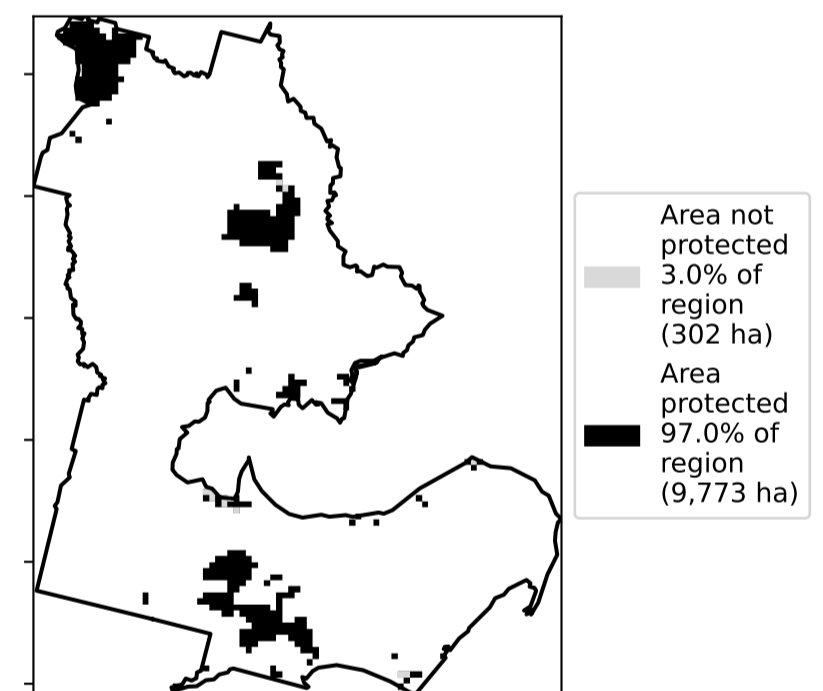 Area not
protected
3.0% of
region
(302 ha)
Area
protected
97.0% of
region
(9,773 ha)